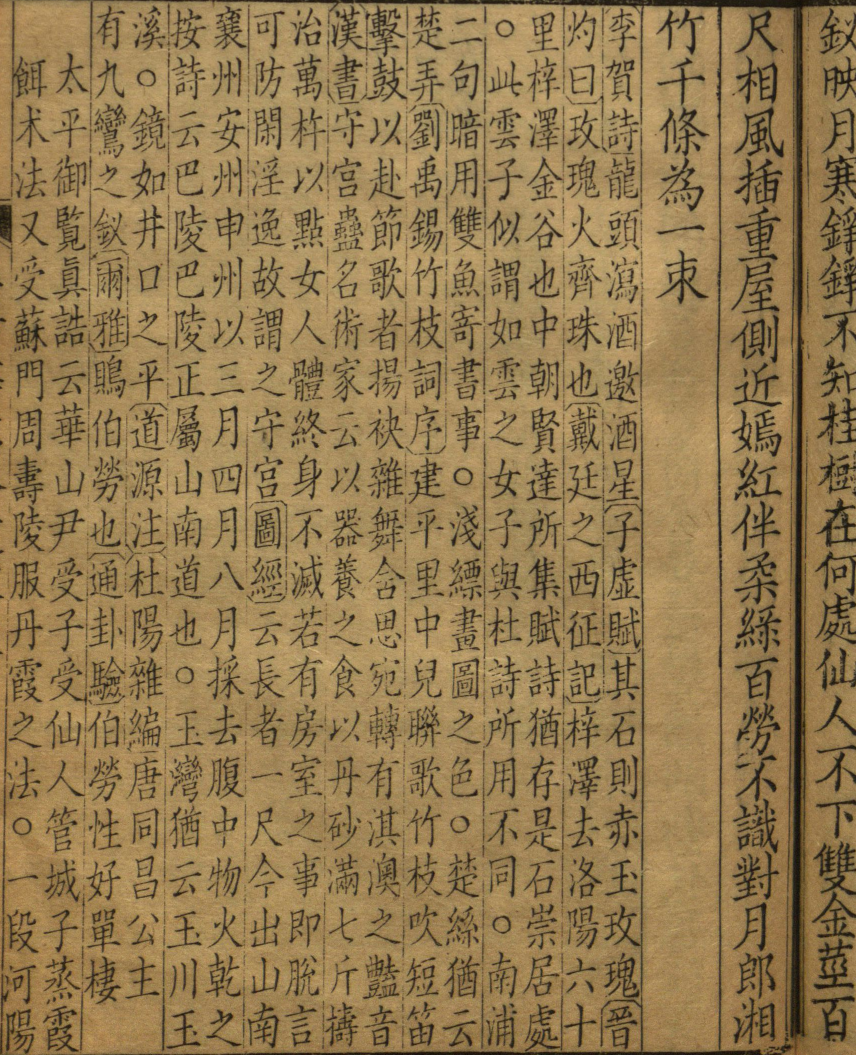 釵映月寒錚錚不知桂樹在何處仙人不下雙金莖百
尺相風插重屋側近嫣紅伴柔綠百勞不識對月郎湘
竹千條為一束
李賀詩龍頭瀉酒邀酒星子虛賦其石則赤玉玫瑰晉
灼曰玫瑰火齊珠也戴延之西征記梓澤去洛陽六十
里梓澤金谷也中朝賢達所集賦詩猶存是石崇居處
○此雲子似謂如雲之女子與杜詩所用不同○南浦
二句暗用雙魚寄書事○淺縹畫圖之色○楚絲猶云
楚弄劉禹錫竹枝詞序建平里中兒聯歌竹枝吹短笛
擊鼓以赴節歌者揚袂雜舞含思宛轉有淇澳之豔音
漢書守宮蠱名術家云以器養之食以丹砂滿七斤擣
治萬杵以點女人體終身不滅若有房室之事即脫言
可防閑淫逸故謂之守宮圖經云長者一尺今出山南
襄州安州申州以三月四月八月採去腹中物火乾之
按詩云巴陵巴陵正屬山南道也○玉灣猶云玉川玉
溪○鏡如井口之平道源注杜陽雜編唐同昌公主
有九鸞之釵爾雅鵙伯勞也通卦驗伯勞性好單棲
太平御覧眞誥云華山尹受子受仙人管城子蒸霞
餌朮法又受蘇門周壽陵服丹霞之法○一段河陽